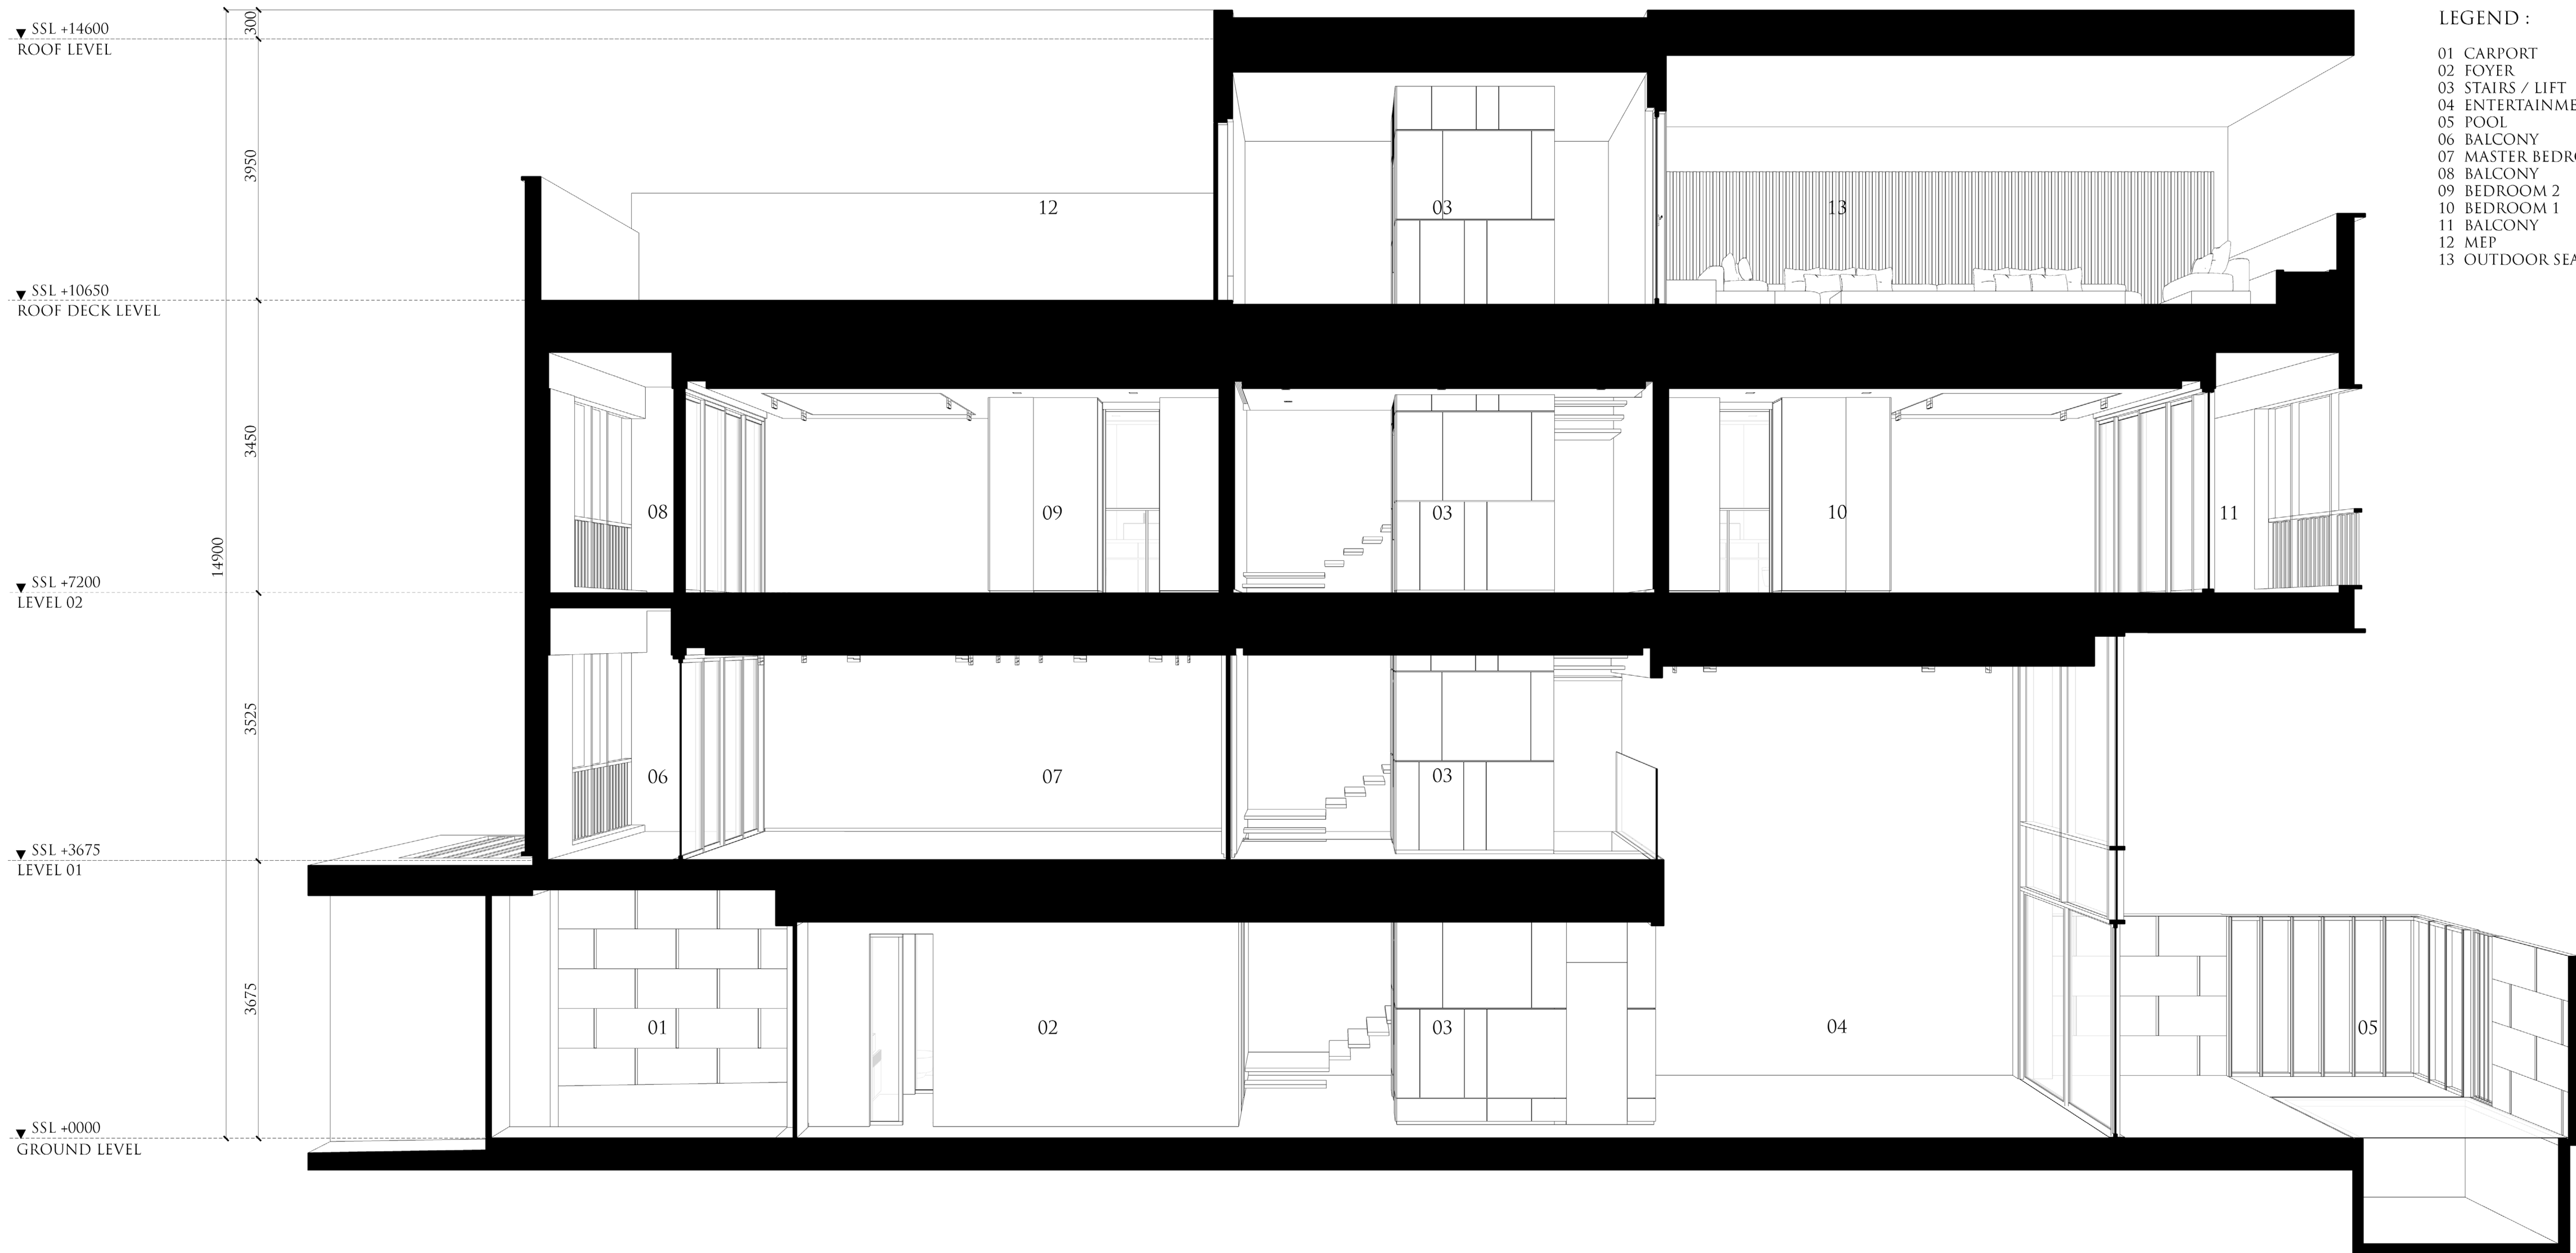 SSL +14600
ROOF LEVEL
300
3950
SSL +10650
ROOF DECK LEVEL
3450
14900
SSL +7200
LEVEL 02
3525
SSL +3675
LEVEL 01
3675
SSL +0000
GROUND LEVEL
12
03
13
08
09
03
10
11
06
07
03
01
02
03
04
05
LEGEND :
01 CARPORT
02 FOYER
03 STAIRS / LIFT
04 ENTERTAINME
05 POOL
06 BALCONY
07 MASTER BEDR
08 BALCONY
09 BEDROOM 2
10 BEDROOM 1
11 BALCONY
12 MEP
13 OUTDOOR SEA